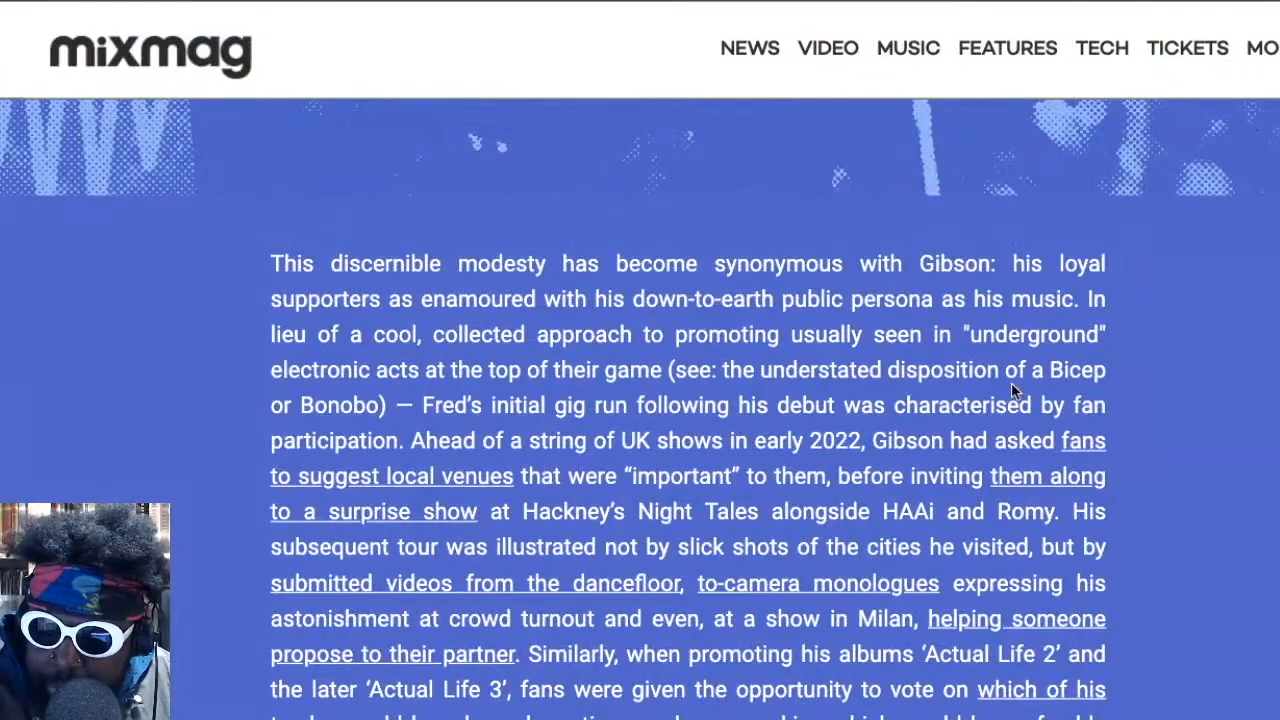 mixmag
NEWS VIDEO MUSIC FEATURES TECH TICKETS MO
This discernible modesty has become synonymous with Gibson: his loyal
supporters as enamoured with his down-to-earth public persona as his music. In
lieu of a cool, collected approach to promoting usually seen in "underground"
electronic acts at the top of their game (see: the understated disposition of a Bicep
or Bonobo) — Fred’s initial gig run following his debut was characterised by fan
participation. Ahead of a string of UK shows in early 2022, Gibson had asked fans
to suggest local venues that were “important” to them, before inviting them along
to a surprise show at Hackney’s Night Tales alongside HAAi and Romy. His
subsequent tour was illustrated not by slick shots of the cities he visited, but by
submitted videos from the dancefloor, to-camera monologues expressing his
astonishment at crowd turnout and even, at a show in Milan, helping someone
propose to their partner. Similarly, when promoting his albums ‘Actual Life 2’ and
the later ‘Actual Life 3’, fans were given the opportunity to vote on which of his